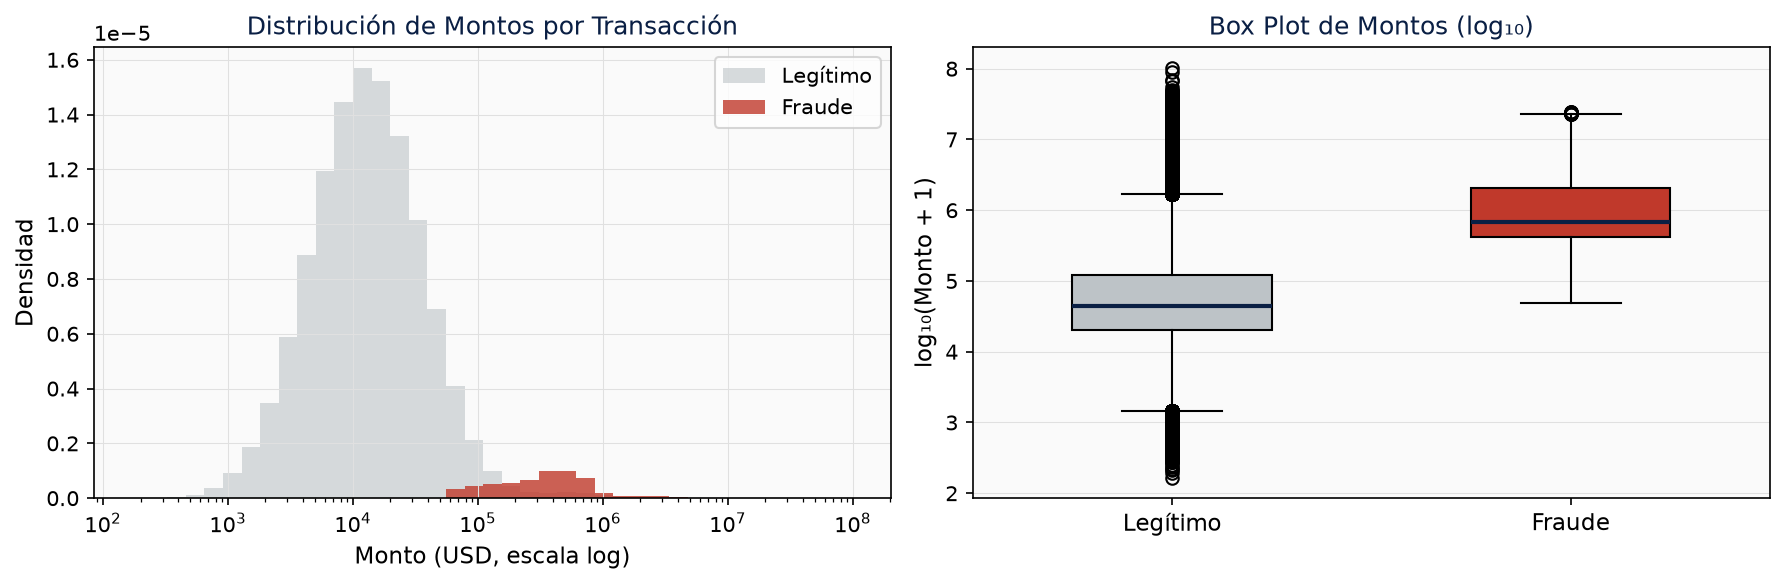 Distribución de Montos por Transacción
1e−5
1.6
1.4
1.2
1.0
0.8
0.6
0.4
0.2
0.0
Densidad
10² 10³ 10⁴ 10⁵ 10⁶ 10⁷ 10⁸
Monto (USD, escala log)
Legítimo
Fraude
Box Plot de Montos (log₁₀)
8
7
6
5
4
3
2
log₁₀(Monto + 1)
Legítimo Fraude